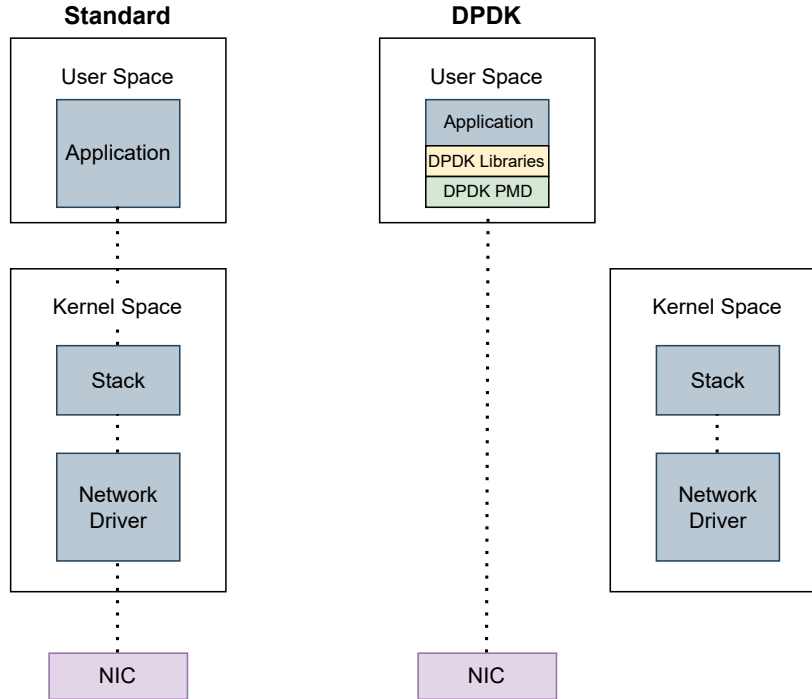 Standard
User Space
Application
Kernel Space
Stack
Network
Driver
NIC
DPDK
User Space
Application
DPDK Libraries
DPDK PMD
NIC
Kernel Space
Stack
Network
Driver